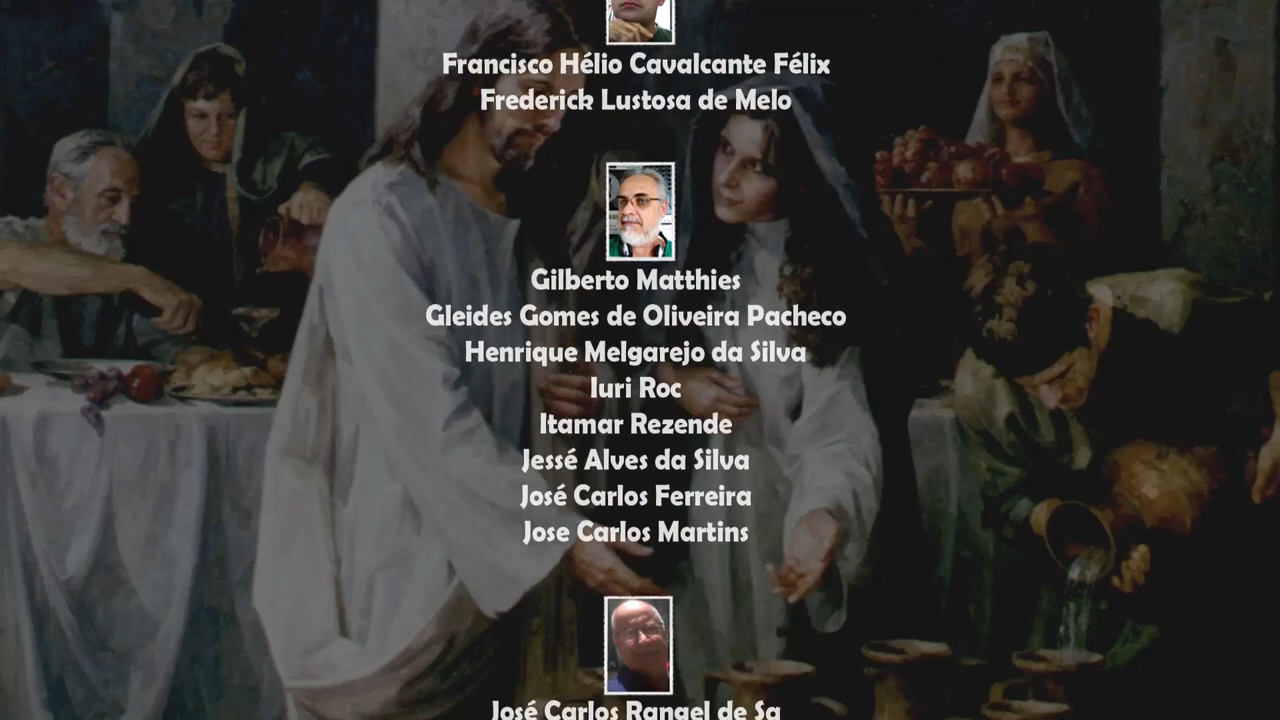 Francisco Hélio Cavalcante Félix
Frederick Lustosa de Melo
Gilberto Matthies
Gleides Gomes de Oliveira Pacheco
Henrique Melgarejo da Silva
Iuri Roc
Itamar Rezende
Jessé Alves da Silva
José Carlos Ferreira
Jose Carlos Martins
José Carlos Rangel de Sa